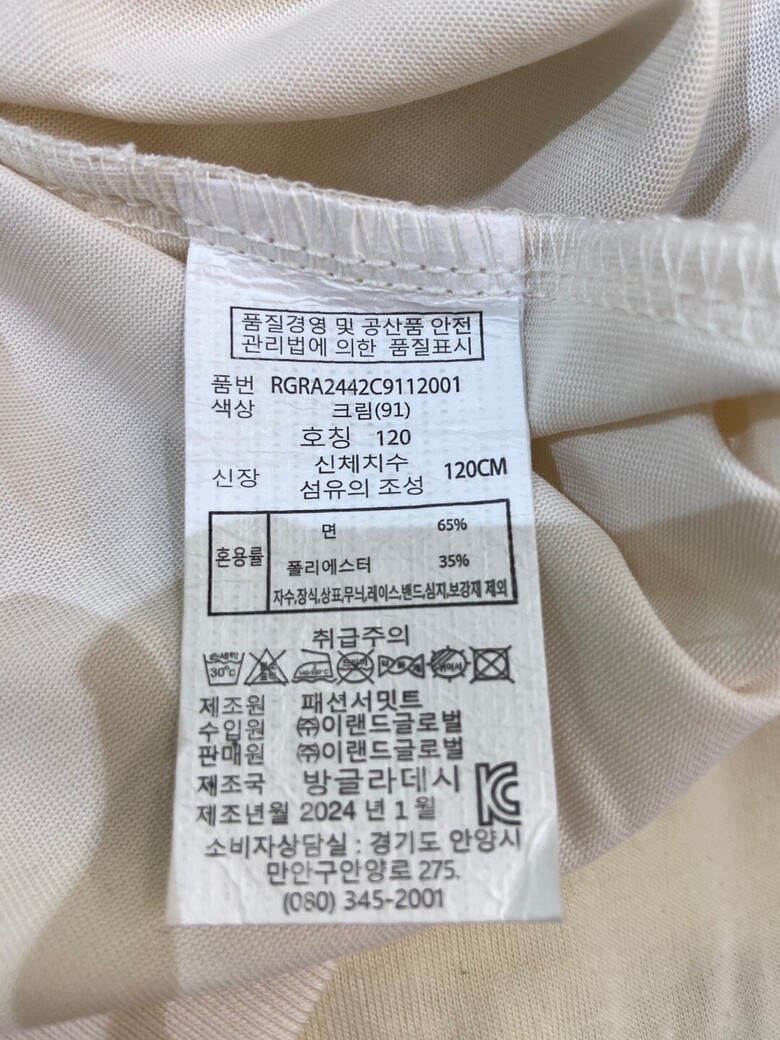 품질경영 및 공산품 안전
관리법에 의한 품질표시
품번 RGRA2442C9112001
색상 크림(91)
호칭 120
신체치수
신장 120CM
섬유의 조성
혼용률
면 65%
폴리에스터 35%
자수,장식,상표,무늬,레이스,밴드,심지,보강재 제외
취급주의
손세탁
30°c
제조원 패션서밋트
수입원 ㈜이랜드글로벌
판매원 ㈜이랜드글로벌
제조국 방글라데시
제조년월 2024 년 1 월
소비자상담실 : 경기도 안양시
만안구안양로 275.
(080) 345-2001